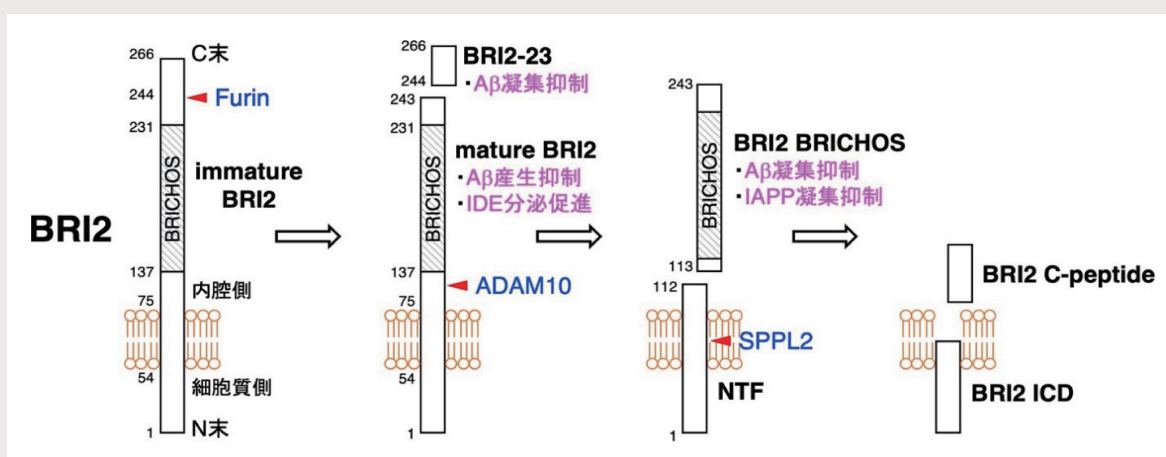 BRI2
266
C末
244
Furin
231
BRICHOS
immature
BRI2
137
内腔側
75
54
細胞質側
1
N末
266
BRI2-23
244
・Aβ凝集抑制
243
231
mature BRI2
・Aβ産生抑制
・IDE分泌促進
BRICHOS
137
ADAM10
75
54
1
243
BRI2 BRICHOS
・Aβ凝集抑制
・IAPP凝集抑制
BRICHOS
113
112
SPPL2
NTF
1
BRI2 C-peptide
BRI2 ICD